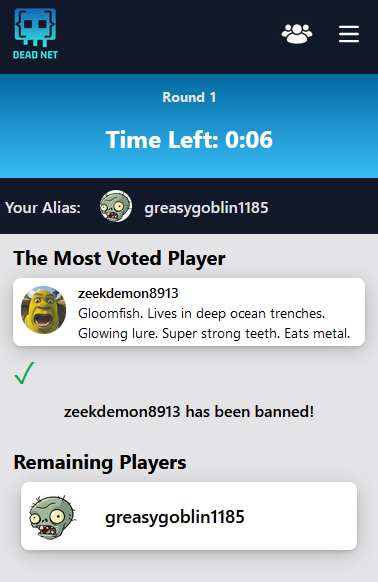 DEAD NET
Round 1
Time Left: 0:06
Your Alias: greasygoblin1185
The Most Voted Player
zeekdemon8913
Gloomfish. Lives in deep ocean trenches.
Glowing lure. Super strong teeth. Eats metal.
✓
zeekdemon8913 has been banned!
Remaining Players
greasygoblin1185